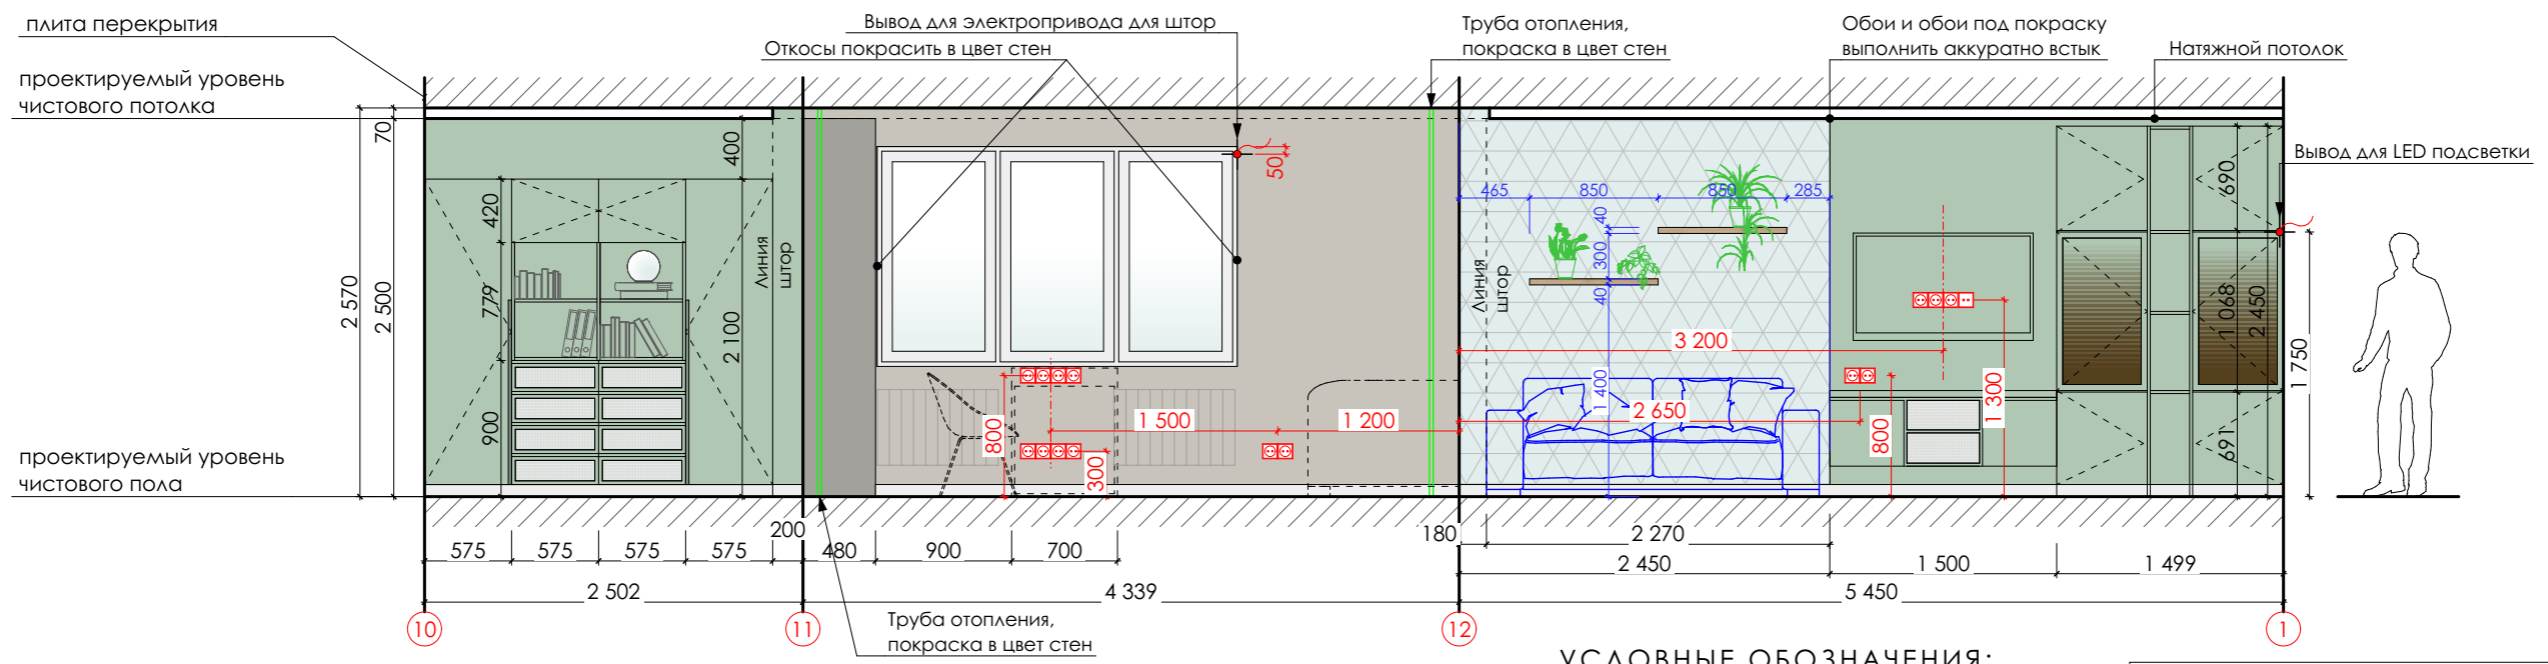 плита перекрытия
Вывод для электропривода для штор
Откосы покрасить в цвет стен
Труба отопления,
покраска в цвет стен
Обои и обои под покраску
выполнить аккуратно встык
Натяжной потолок
проектируемый уровень
чистового потолка
Вывод для LED подсветки
проектируемый уровень
чистового пола
2 570
70
2 500
420
779
900
400
2 100
Линия
штор
50
800
300
1 500
1 200
465
850
850
285
40
300
40
1 400
Линия
штор
3 200
2 650
800
1 300
690
1 068
2 450
691
1 750
575
575
575
575
200
480
900
700
180
2 270
2 450
1 500
1 499
2 502
4 339
5 450
10
11
12
1
Труба отопления,
покраска в цвет стен
УСЛОВНЫЕ ОБОЗНАЧЕНИЯ: